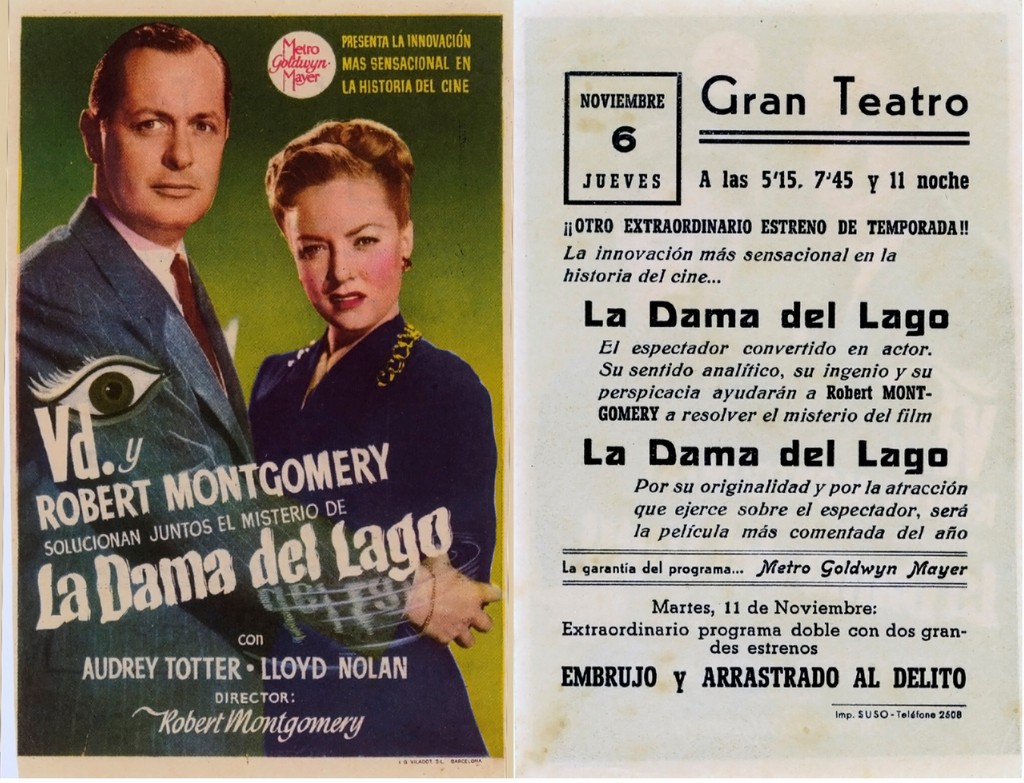 Metro
Goldwyn
Mayer
PRESENTA LA INNOVACIÓN
MAS SENSACIONAL EN
LA HISTORIA DEL CINE
Vd. y
ROBERT MONTGOMERY
SOLUCIONAN JUNTOS EL MISTERIO DE
La Dama del Lago
CON
AUDREY TOTTER · LLOYD NOLAN
DIRECTOR:
Robert Montgomery
I. G. VILADOT. S.L. BARCELONA
NOVIEMBRE
6
JUEVES
Gran Teatro
A las 5'15, 7'45 y 11 noche
¡¡OTRO EXTRAORDINARIO ESTRENO DE TEMPORADA!!
La innovación más sensacional en la
historia del cine...
La Dama del Lago
El espectador convertido en actor.
Su sentido analítico, su ingenio y su
perspicacia ayudarán a Robert MONT-
GOMERY a resolver el misterio del film
La Dama del Lago
Por su originalidad y por la atracción
que ejerce sobre el espectador, será
la película más comentada del año
La garantía del programa... Metro Goldwyn Mayer
Martes, 11 de Noviembre:
Extraordinario programa doble con dos gran-
des estrenos
EMBRUJO y ARRASTRADO AL DELITO
Imp. SUSO - Teléfono 2608